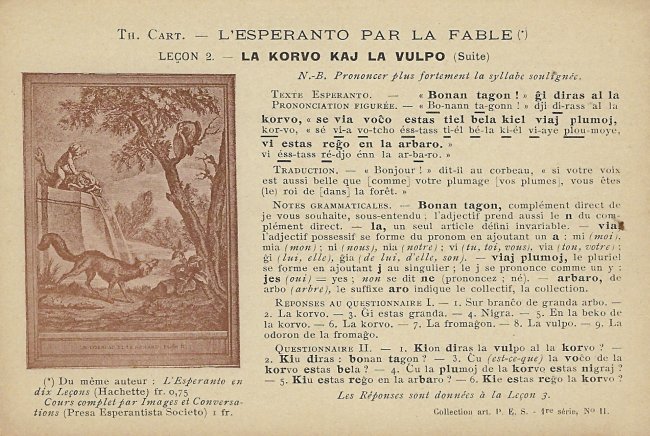 TH. CART. — L'ESPERANTO PAR LA FABLE (*)
LEÇON 2. — LA KORVO KAJ LA VULPO (Suite)
N.-B. Prononcer plus fortement la syllabe soulignée.
TEXTE ESPERANTO. — « Bonan tagon ! » ĝi diras al la
PRONONCIATION FIGURÉE. — « Bo-nann ta-gonn ! » dji di-rass al la
korvo, « se via voĉo estas tiel bela kiel viaj plumoj,
kor-vo, « sé vi-a vo-tcho éss-tass ti-él bé-la ki-él vi-aye plou-moye,
vi estas reĝo en la arbaro. »
vi éss-tass ré-djo énn la ar-ba-ro. »
TRADUCTION. — « Bonjour ! » dit-il au corbeau, « si votre voix
est aussi belle que [comme] votre plumage [vos plumes], vous êtes
(le) roi de [dans] la forêt. »
NOTES GRAMMATICALES. — Bonan tagon, complément direct de
je vous souhaite, sous-entendu ; l'adjectif prend aussi le n du com-
plément direct. — la, un seul article défini invariable. — via
l'adjectif possessif se forme du pronom en ajoutant un a : mi (moi),
mia (mon) ; ni (nous), nia (notre) ; vi (tu, toi, vous), via (ton, votre) ;
ĝi (lui, elle), ĝia (de lui, d'elle, son). — viaj plumoj, le pluriel
se forme en ajoutant j au singulier ; le j se prononce comme un y :
jes (oui) = yes ; non se dit ne (prononcez ; né). — arbaro, de
arbo (arbre), le suffixe aro indique le collectif, la collection.
RÉPONSES AU QUESTIONNAIRE I. — 1. Sur branĉo de granda arbo. —
2. La korvo. — 3. Gi estas granda. — 4. Nigra. — 5. En la beko de
la korvo. — 6. La korvo. — 7. La fromaĝon. — 8. La vulpo. — 9. La
odoron de la fromaĝo.
QUESTIONNAIRE II. — 1. Kion diras la vulpo al la korvo ? —
2. Kiu diras : bonan tagon ? — 3. Ĉu (est-ce-que) la voĉo de la
korvo estas bela ? — 4. Ĉu la plumoj de la korvo estas nigraj ?
— 5. Kiu estas reĝo en la arbaro ? — 6. Kie estas reĝo la korvo ?
Les Réponses sont données à la Leçon 3.
Collection art. P. E. S. - 1re série, No II.
(*) Du même auteur : L'Esperanto en
dix Leçons (Hachette) fr. 0,75
Cours complet par Images et Conversa-
tions (Presa Esperantista Societo) 1 fr.